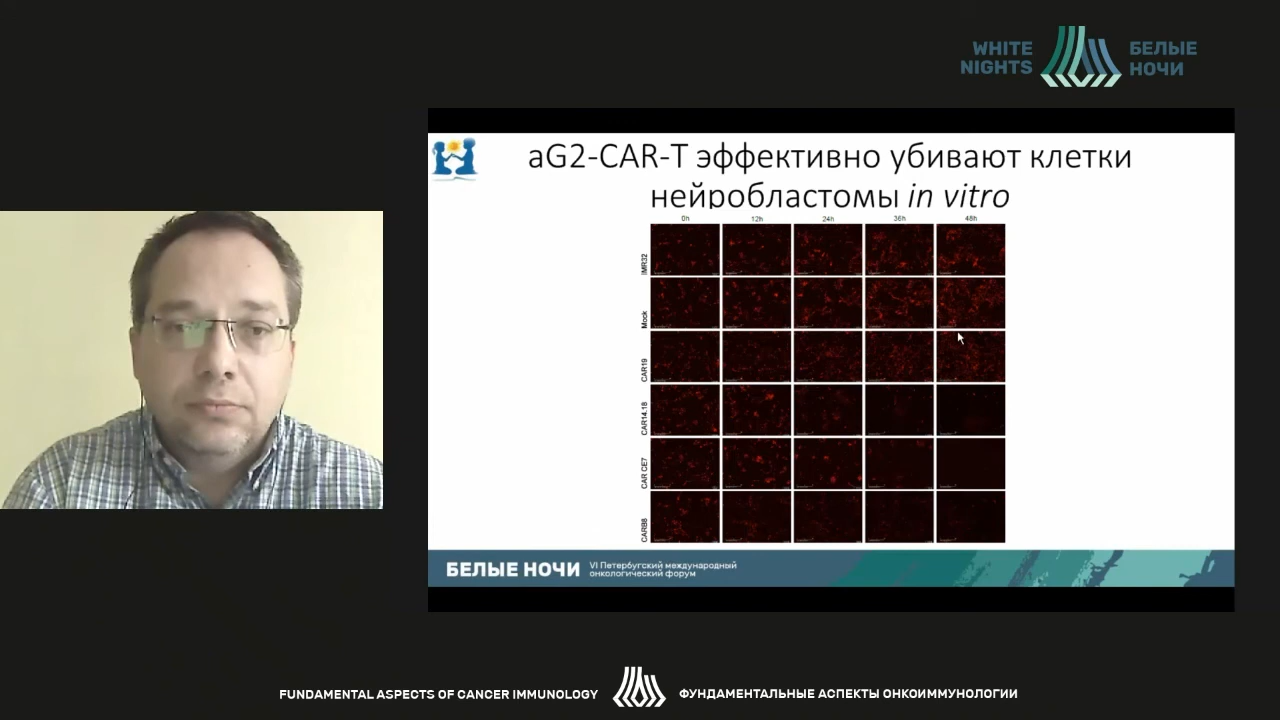 WHITE
NIGHTS
БЕЛЫЕ
НОЧИ
aG2-CAR-T эффективно убивают клетки
нейробластомы in vitro
0h 12h 24h 36h 48h
IMR32
Mock
CAR19
CAR14.18
CAR CE7
CARB8
БЕЛЫЕ НОЧИ
VI Петербугский международный
онкологический форум
FUNDAMENTAL ASPECTS OF CANCER IMMUNOLOGY
ФУНДАМЕНТАЛЬНЫЕ АСПЕКТЫ ОНКОИММУНОЛОГИИ